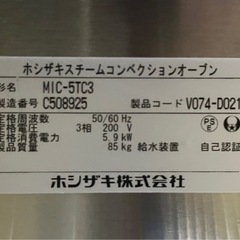 ホシザキスチームコンベクションオーブン
形名 MIC-5TC3
製造番号 C508925 製品コード V074-D021
定格周波数 50/60 Hz
定格電圧 3相 200 V
定格消費電力 5.9 kW
製品質量 85 kg 給水装置 自己認証
PS E
ホシザキ株式会社